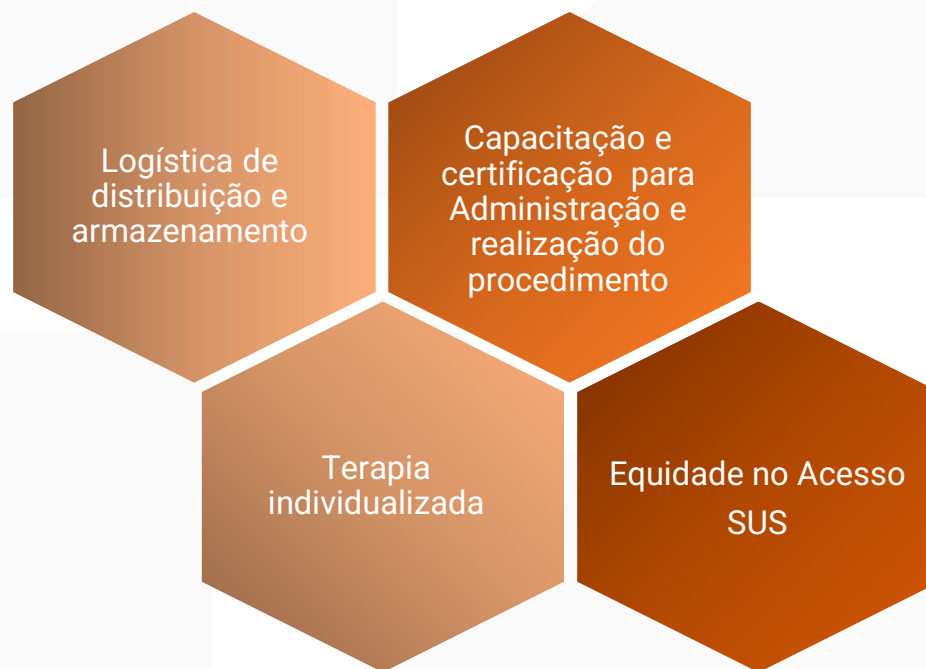 Logística de
distribuição e
armazenamento
Capacitação e
certificação para
Administração e
realização do
procedimento
Terapia
individualizada
Equidade no Acesso
SUS